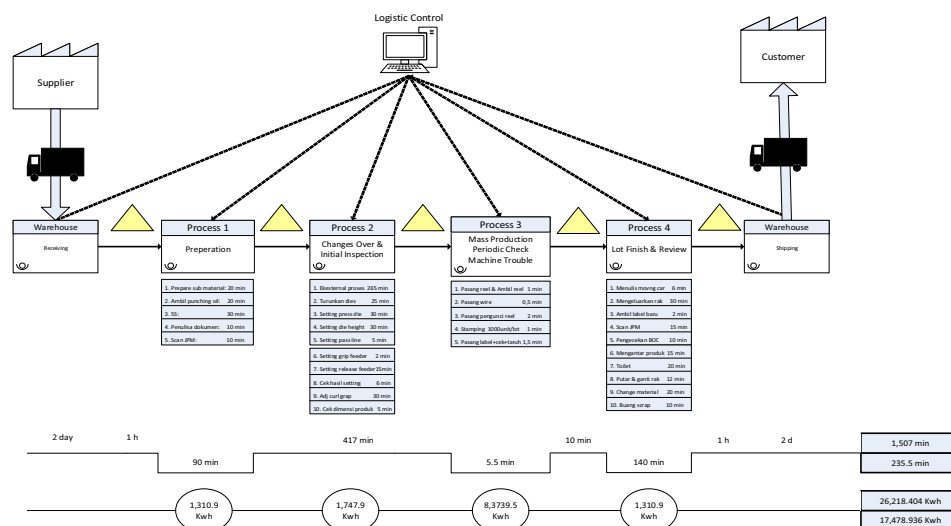 Logistic Control
Supplier
Customer
Warehouse
Receiving
Process 1
Preperation
Process 2
Changes Over &
Initial Inspection
Process 3
Mass Production
Periodic Check
Machine Trouble
Process 4
Lot Finish & Review
Warehouse
Shipping
1. Prepare sub material: 20 min
2. Ambil punching oil: 20 min
3. 5S: 30 min
4. Penulisa dokumen: 10 min
5. Scan JPM: 10 min
1. Eksesternal proses 265 min
2. Turunkan dies 25 min
3. Setting press die 30 min
4. Setting die height 30 min
5. Setting pass line 5 min
6. Setting grip feeder 2 min
7. Setting release feeder 15min
8. Cek hasil setting 6 min
9. Adj curl grap 30 min
10. Cek dimensi produk 5 min
1. Pasang reel & Ambil reel 1 min
2. Pasang wire 0,5 min
3. Pasang pergunci reel 2 min
4. Stamping 1000unit/lot 1 min
5. Pasang label+cek+taruh 1,5 min
1. Menulis movng car 6 min
2. Mengeluarkan rak 30 min
3. Ambil label baru 2 min
4. Scan JPM 15 min
5. Pengecekan BOC 10 min
6. Mengantar produk 15 min
7. Toilet 20 min
8. Putar & ganti rak 12 min
9. Change material 20 min
10. Buang scrap 10 min
2 day
1 h
417 min
10 min
1 h
2 d
1,507 min
90 min
5.5 min
140 min
235.5 min
1,310.9
Kwh
1,747.9
Kwh
8,3739.5
Kwh
1,310.9
Kwh
26,218.404 Kwh
17,478.936 Kwh